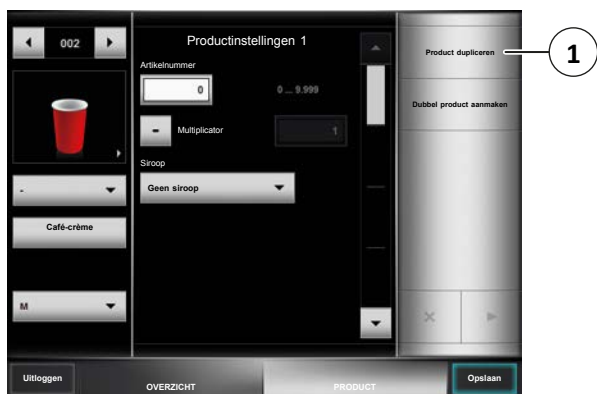 002
Productinstellingen 1
Artikelnummer
0
0 ... 9.999
-
Multiplicator
1
Siroop
Geen siroop
-
Café-crème
M
Product dupliceren
1
Dubbel product aanmaken
Uitloggen
OVERZICHT
PRODUCT
Opslaan